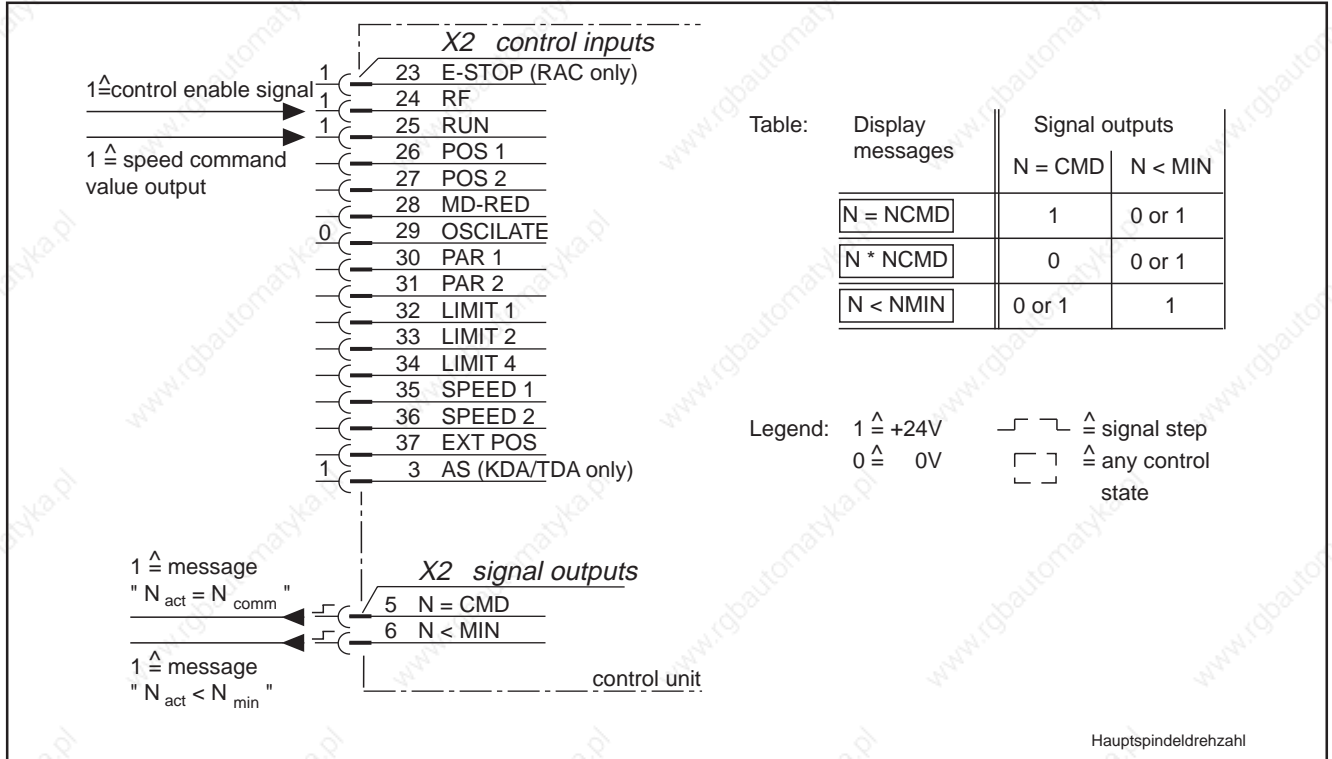 X2 control inputs
1≙control enable signal
1 ≙ speed command
value output
1 23 E-STOP (RAC only)
1 24 RF
1 25 RUN
26 POS 1
27 POS 2
28 MD-RED
0 29 OSCILATE
30 PAR 1
31 PAR 2
32 LIMIT 1
33 LIMIT 2
34 LIMIT 4
35 SPEED 1
36 SPEED 2
37 EXT POS
1 3 AS (KDA/TDA only)
1 ≙ message
" N act = N comm "
X2 signal outputs
5 N = CMD
6 N < MIN
1 ≙ message
" N act < N min "
control unit
Table: Display messages Signal outputs
N = CMD N < MIN
N = NCMD 1 0 or 1
N * NCMD 0 0 or 1
N < NMIN 0 or 1 1
Legend: 1 ≙ +24V ≙ signal step
0 ≙ 0V ≙ any control
state
Hauptspindeldrehzahl
www.rgbautomatyka.pl